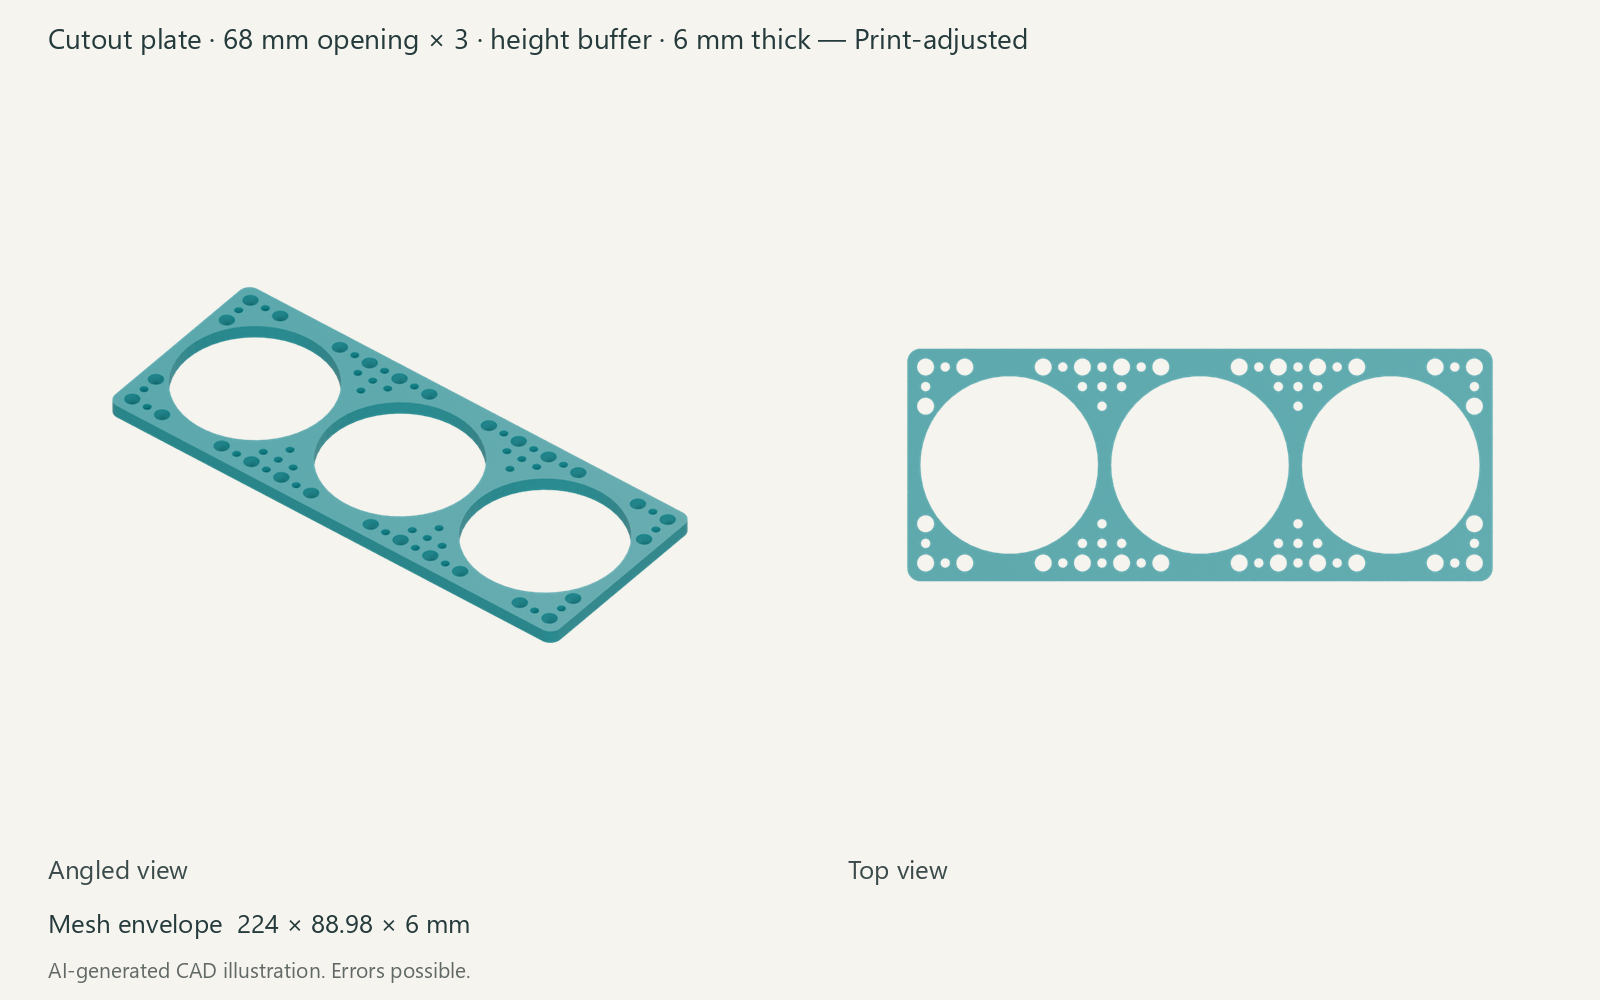 Cutout plate · 68 mm opening × 3 · height buffer · 6 mm thick — Print-adjusted
Angled view
Top view
Mesh envelope  224 × 88.98 × 6 mm
AI-generated CAD illustration. Errors possible.